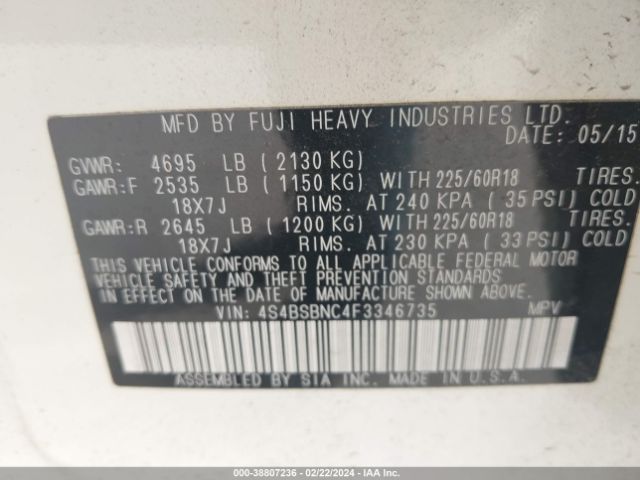 MFD BY FUJI HEAVY INDUSTRIES LTD.
DATE: 05/15
GVWR: 4695 LB ( 2130 KG)
GAWR:F 2535 LB ( 1150 KG) WITH 225/60R18 TIRES.
18X7J RIMS. AT 240 KPA ( 35 PSI) COLD
GAWR:R 2645 LB ( 1200 KG) WITH 225/60R18 TIRES.
18X7J RIMS. AT 230 KPA ( 33 PSI) COLD
THIS VEHICLE CONFORMS TO ALL APPLICABLE FEDERAL MOTOR
VEHICLE SAFETY AND THEFT PREVENTION STANDARDS
IN EFFECT ON THE DATE OF MANUFACTURE SHOWN ABOVE.
VIN: 4S4BSBNC4F3346735 MPV
ASSEMBLED BY SIA INC. MADE IN U.S.A.
000-38807236 - 02/22/2024 - IAAI.COM